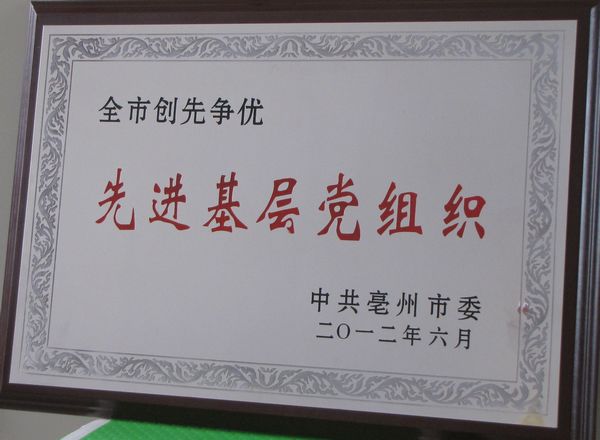 全市创先争优
先进基层党组织
中共亳州市委
二〇一二年六月